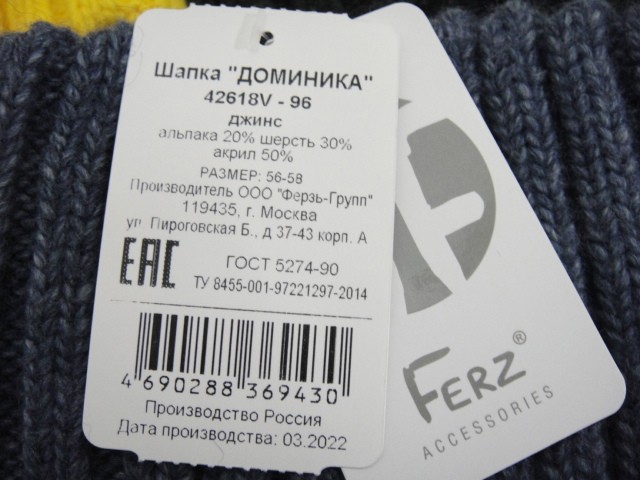 Шапка "ДОМИНИКА"
42618V - 96
джинс
альпака 20% шерсть 30%
акрил 50%
РАЗМЕР: 56-58
Производитель ООО "Ферзь-Групп"
119435, г. Москва
ул. Пироговская Б., д 37-43 корп. А
EAC
ГОСТ 5274-90
ТУ 8455-001-97221297-2014
4 690288 369430
Производство Россия
Дата производства: 03.2022
FERZ®
ACCESSORIES